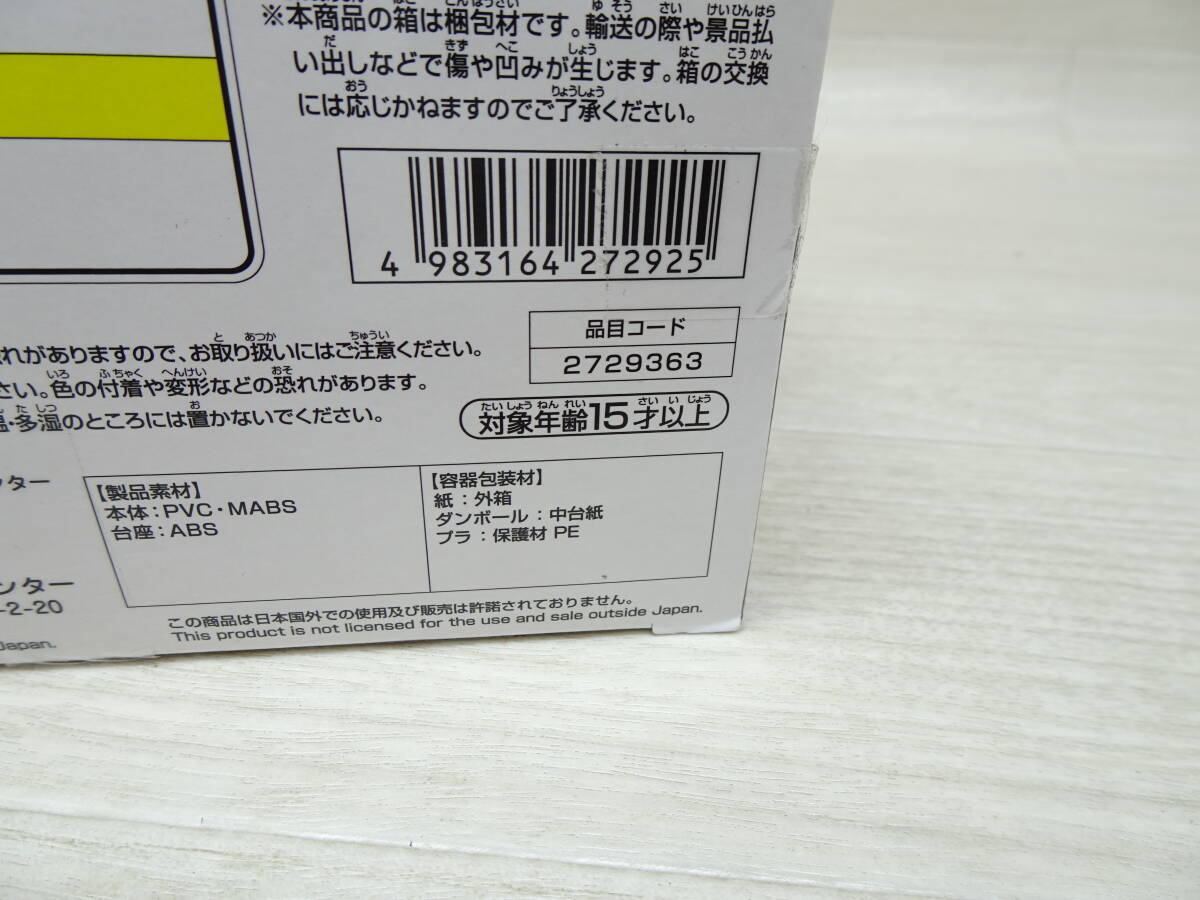 ※本商品の箱は梱包材です。輸送の際や景品払
い出しなどで傷や凹みが生じます。箱の交換
には応じかねますのでご了承ください。
4 983164 272925
品目コード
2729363
れがありますので、お取り扱いにはご注意ください。
さい。色の付着や変形などの恐れがあります。
温・多湿のところには置かないでください。
対象年齢15才以上
クター
【製品素材】
本体：PVC・MABS
台座：ABS
【容器包装材】
紙：外箱
ダンボール：中台紙
プラ：保護材 PE
ンター
-2-20
Japan.
この商品は日本国外での使用及び販売は許諾されておりません。
This product is not licensed for the use and sale outside Japan.